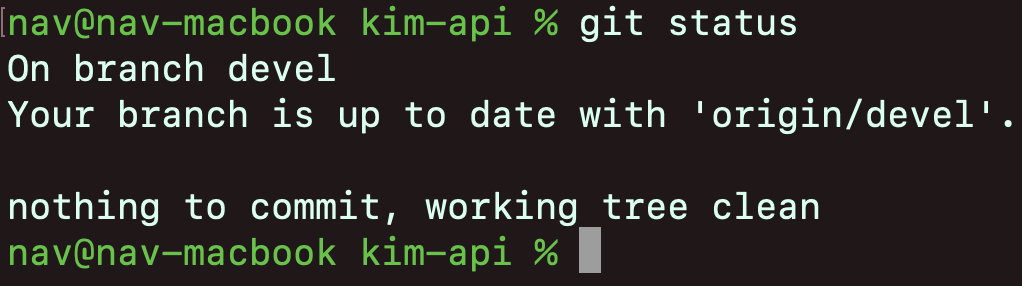 [nav@nav-macbook kim-api % git status
On branch devel
Your branch is up to date with 'origin/devel'.

nothing to commit, working tree clean
nav@nav-macbook kim-api %